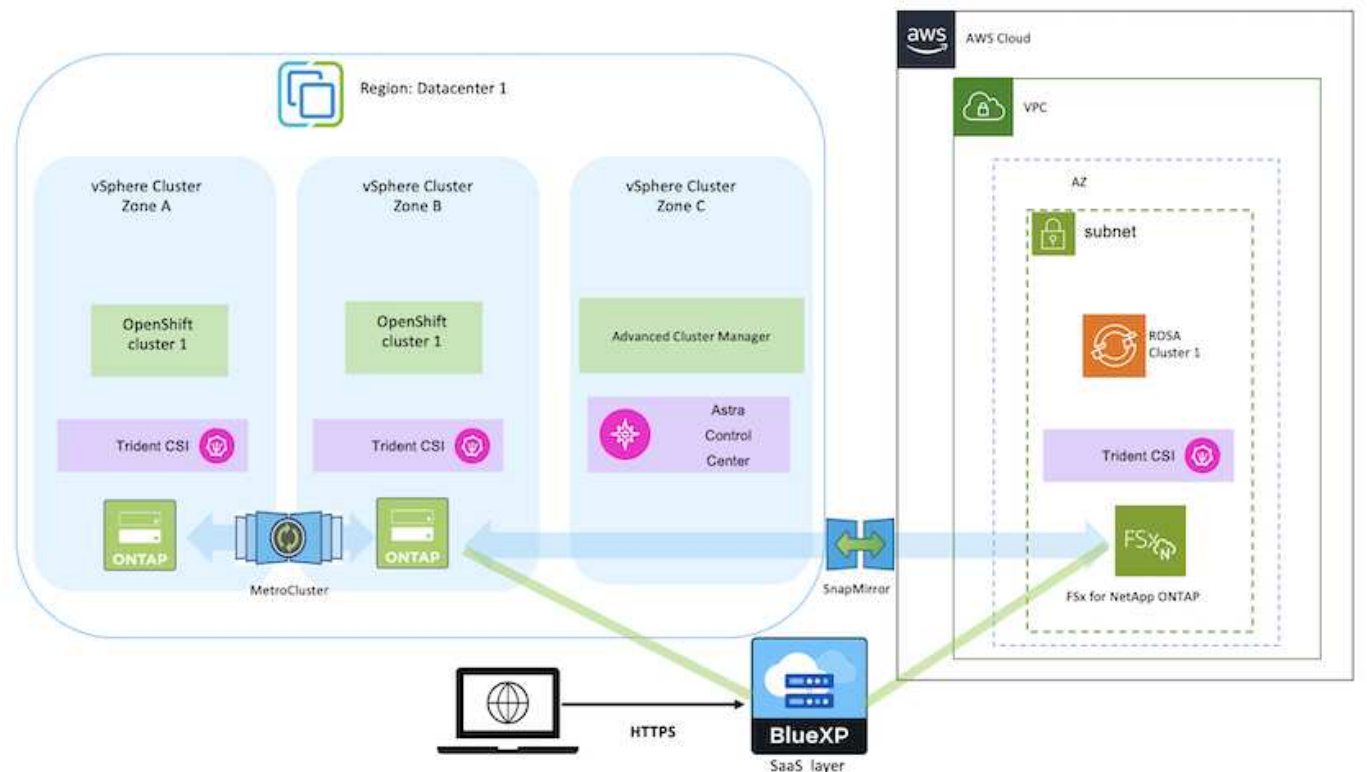 aws
AWS Cloud
Region: Datacenter 1
VPC
AZ
vSphere Cluster
Zone A
vSphere Cluster
Zone B
vSphere Cluster
Zone C
subnet
OpenShift
cluster 1
OpenShift
cluster 1
Advanced Cluster Manager
ROSA
Cluster 1
Trident CSI
Trident CSI
Astra
Control
Center
Trident CSI
ONTAP
ONTAP
FSx
N
MetroCluster
SnapMirror
FSx for NetApp ONTAP
HTTPS
BlueXP
SaaS layer